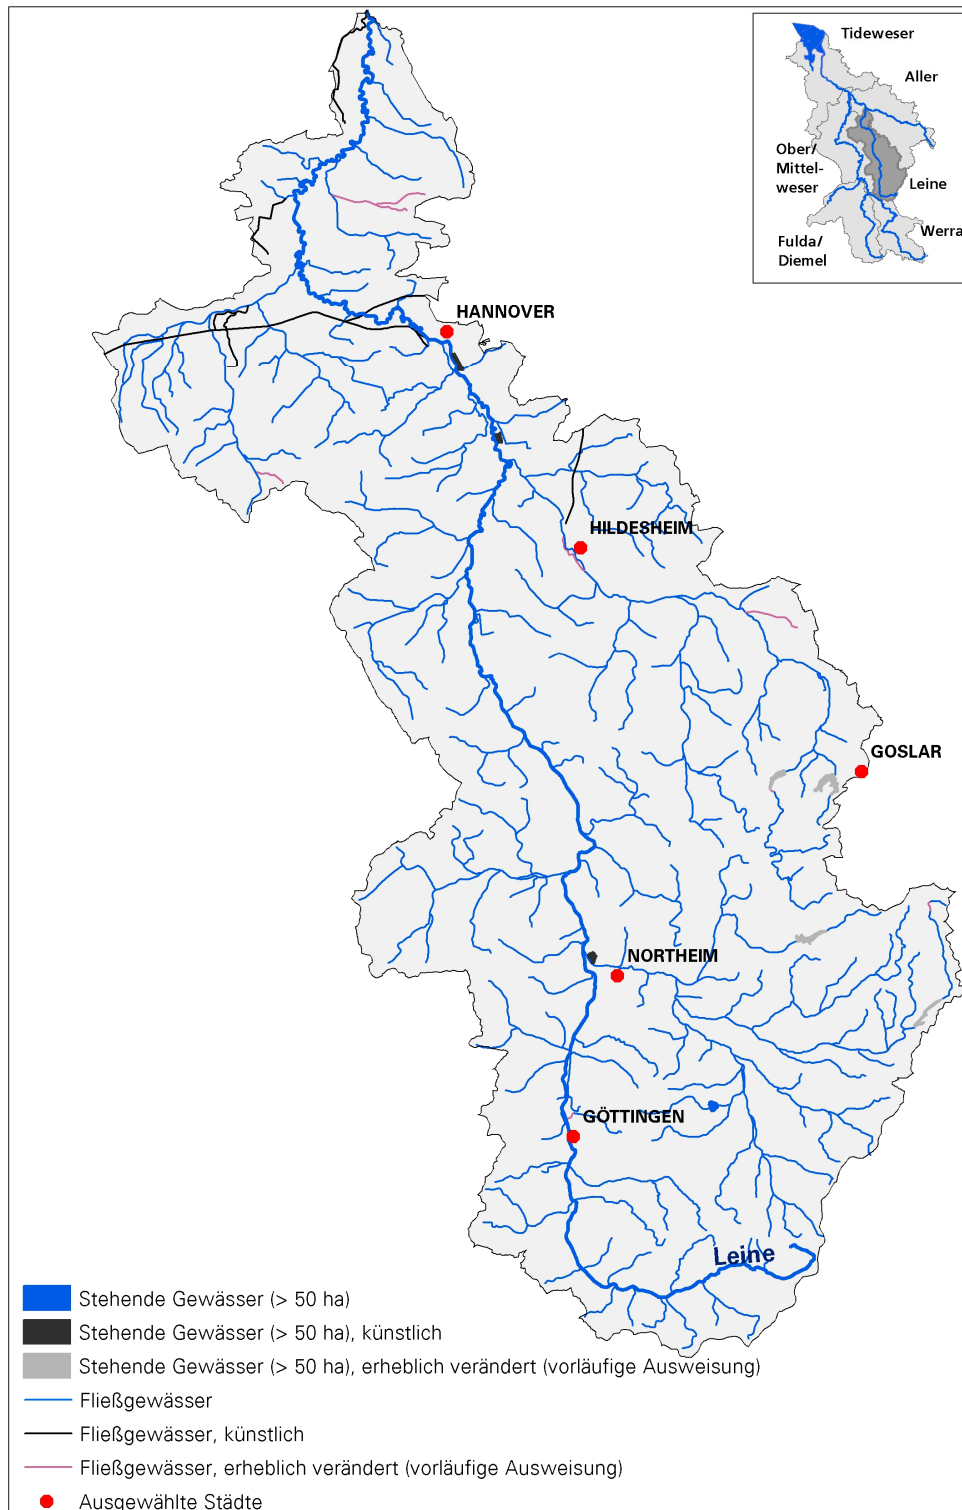 Tideweser
Aller
Ober/
Mittel-
weser
Leine
Werra
Fulda/
Diemel
HANNOVER
HILDESHEIM
GOSLAR
NORTHEIM
GÖTTINGEN
Leine
Stehende Gewässer (> 50 ha)
Stehende Gewässer (> 50 ha), künstlich
Stehende Gewässer (> 50 ha), erheblich verändert (vorläufige Ausweisung)
Fließgewässer
Fließgewässer, künstlich
Fließgewässer, erheblich verändert (vorläufige Ausweisung)
Ausgewählte Städte